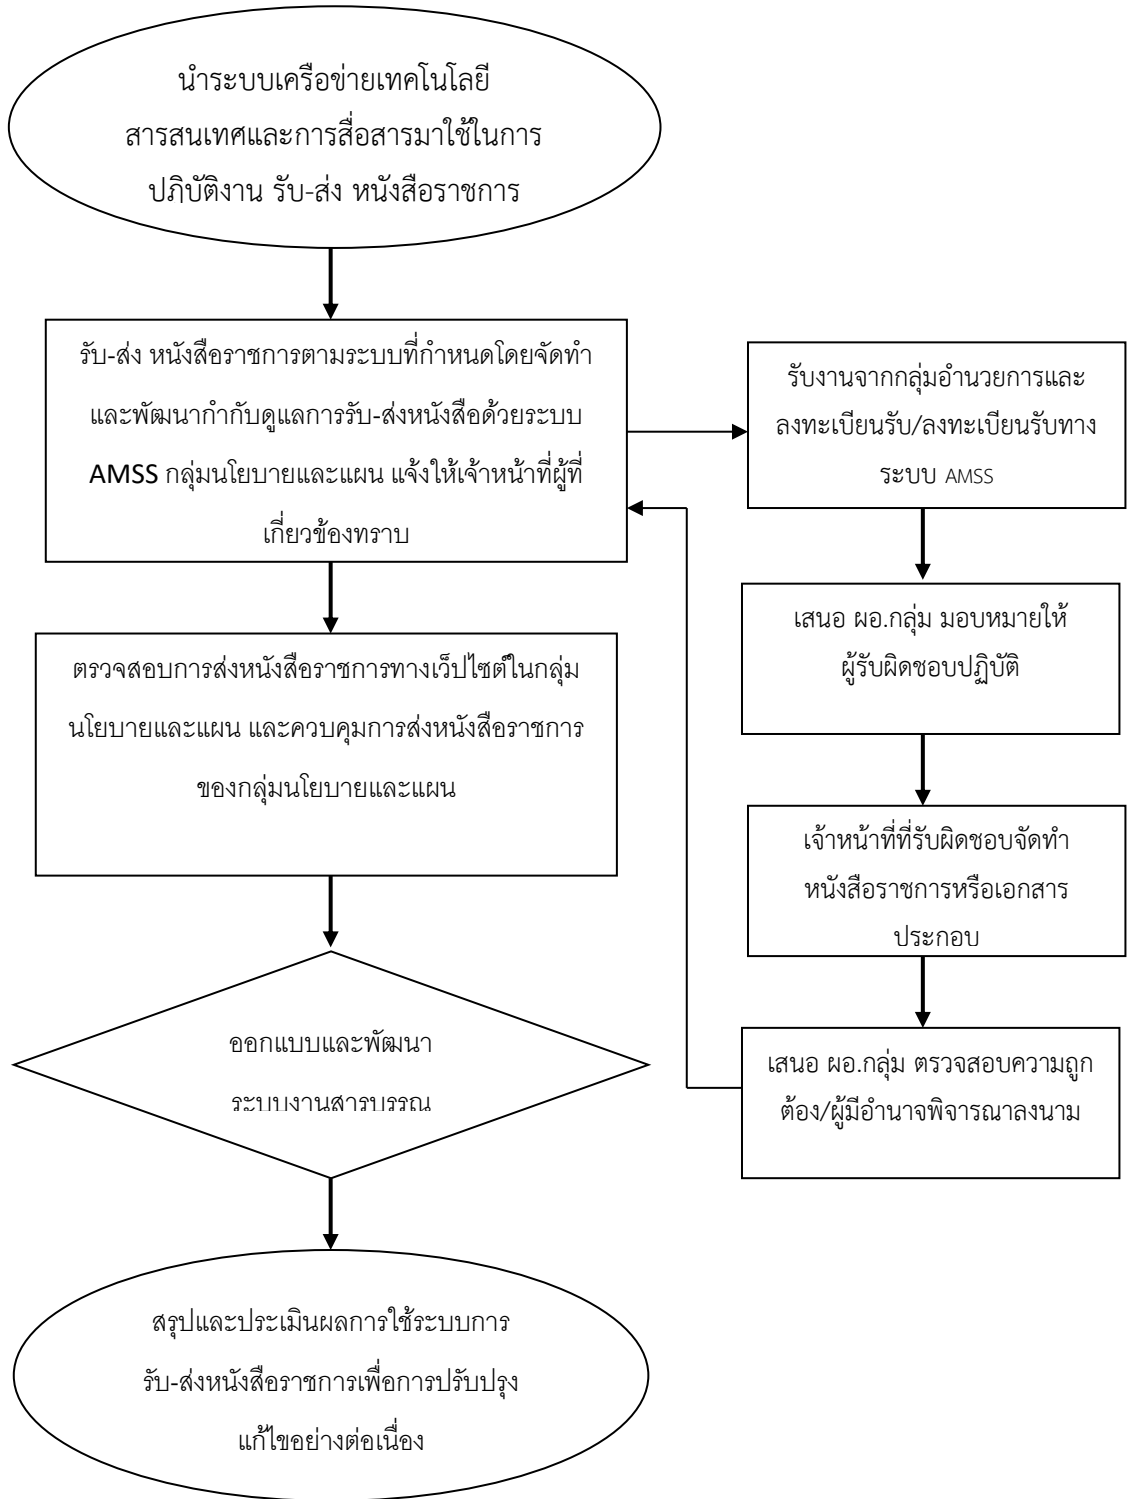 นำระบบเครือข่ายเทคโนโลยี
สารสนเทศและการสื่อสารมาใช้ในการ
ปฏิบัติงาน รับ-ส่ง หนังสือราชการ
รับ-ส่ง หนังสือราชการตามระบบที่กำหนดโดยจัดทำ
และพัฒนากำกับดูแลการรับ-ส่งหนังสือด้วยระบบ
AMSS กลุ่มนโยบายและแผน แจ้งให้เจ้าหน้าที่ผู้ที่
เกี่ยวข้องทราบ
ตรวจสอบการส่งหนังสือราชการทางเว็ปไซต์ในกลุ่ม
นโยบายและแผน และควบคุมการส่งหนังสือราชการ
ของกลุ่มนโยบายและแผน
ออกแบบและพัฒนา
ระบบงานสารบรรณ
สรุปและประเมินผลการใช้ระบบการ
รับ-ส่งหนังสือราชการเพื่อการปรับปรุง
แก้ไขอย่างต่อเนื่อง
รับงานจากกลุ่มอำนวยการและ
ลงทะเบียนรับ/ลงทะเบียนรับทาง
ระบบ AMSS
เสนอ ผอ.กลุ่ม มอบหมายให้
ผู้รับผิดชอบปฏิบัติ
เจ้าหน้าที่ที่รับผิดชอบจัดทำ
หนังสือราชการหรือเอกสาร
ประกอบ
เสนอ ผอ.กลุ่ม ตรวจสอบความถูก
ต้อง/ผู้มีอำนาจพิจารณาลงนาม